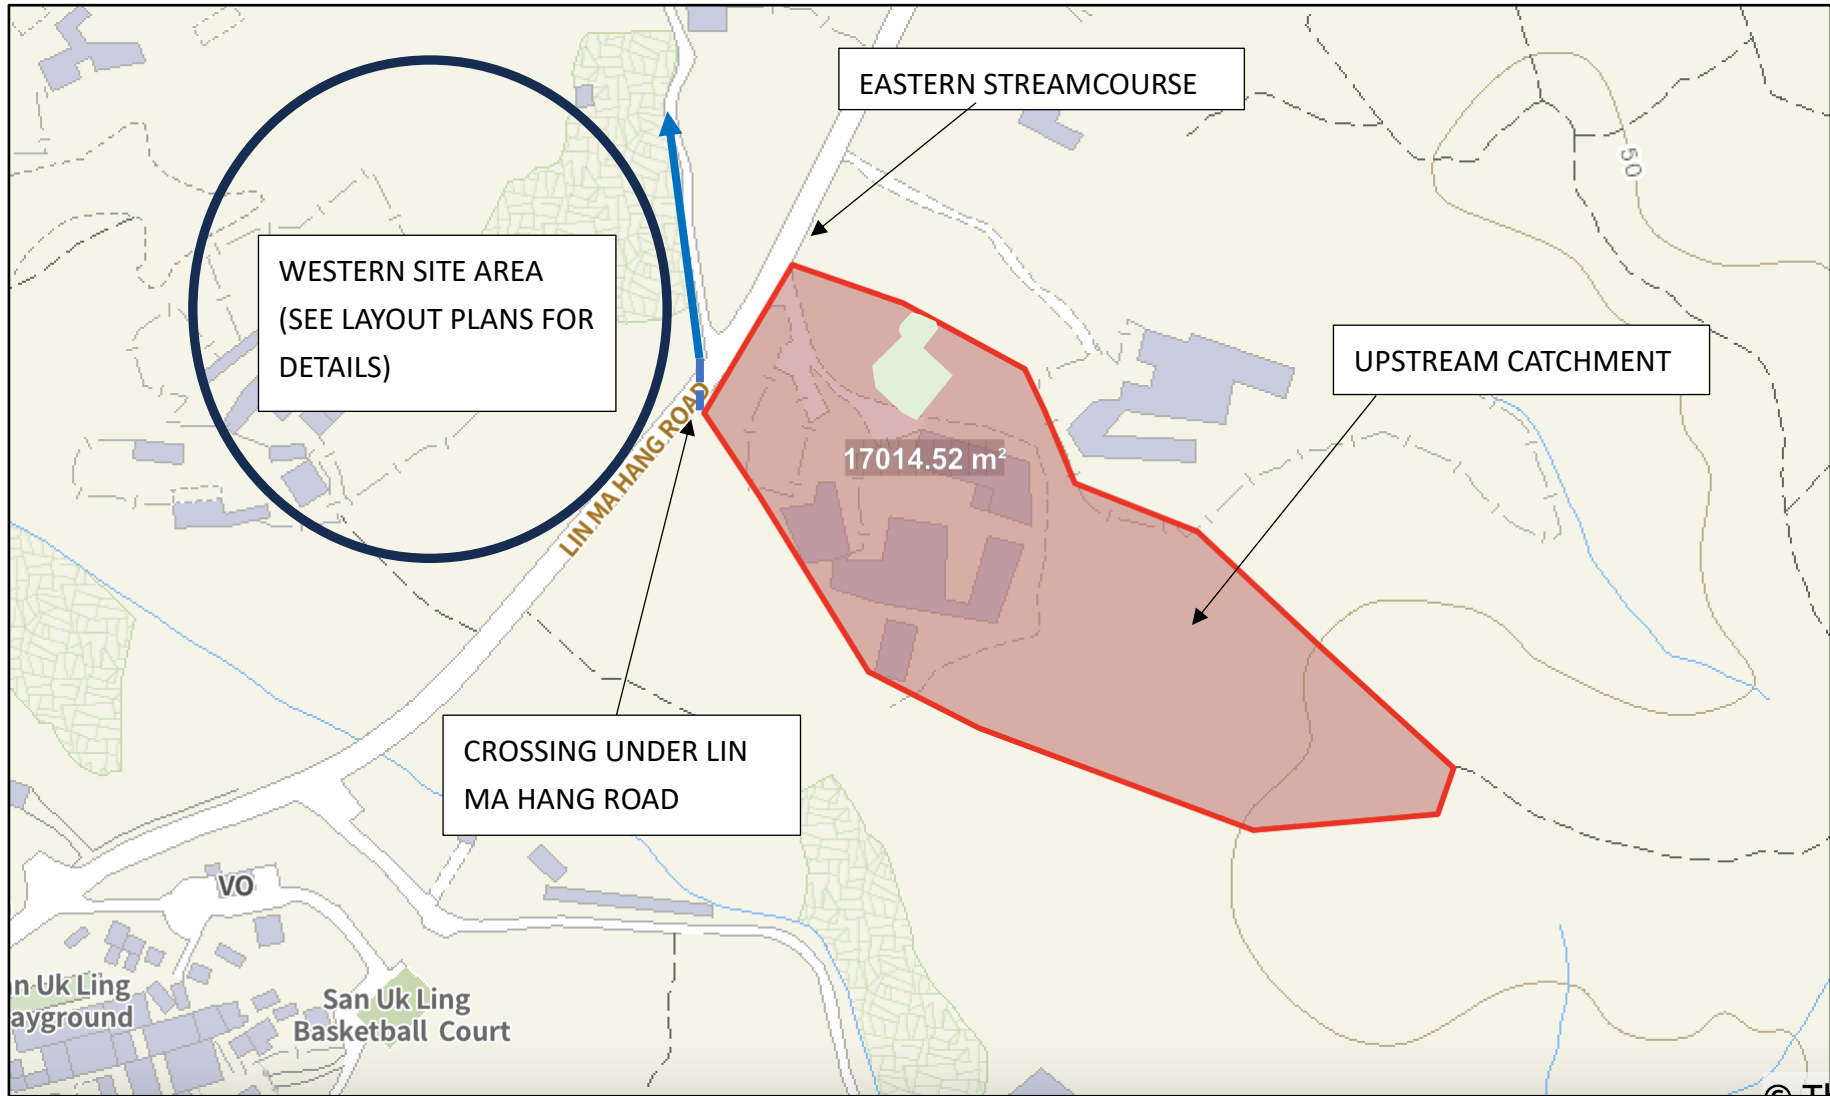 EASTERN STREAMCOURSE
50
WESTERN SITE AREA
(SEE LAYOUT PLANS FOR
DETAILS)
UPSTREAM CATCHMENT
LIN MA HANG ROAD
17014.52 m²
CROSSING UNDER LIN
MA HANG ROAD
VO
n Uk Ling
ayground
San Uk Ling
Basketball Court
©